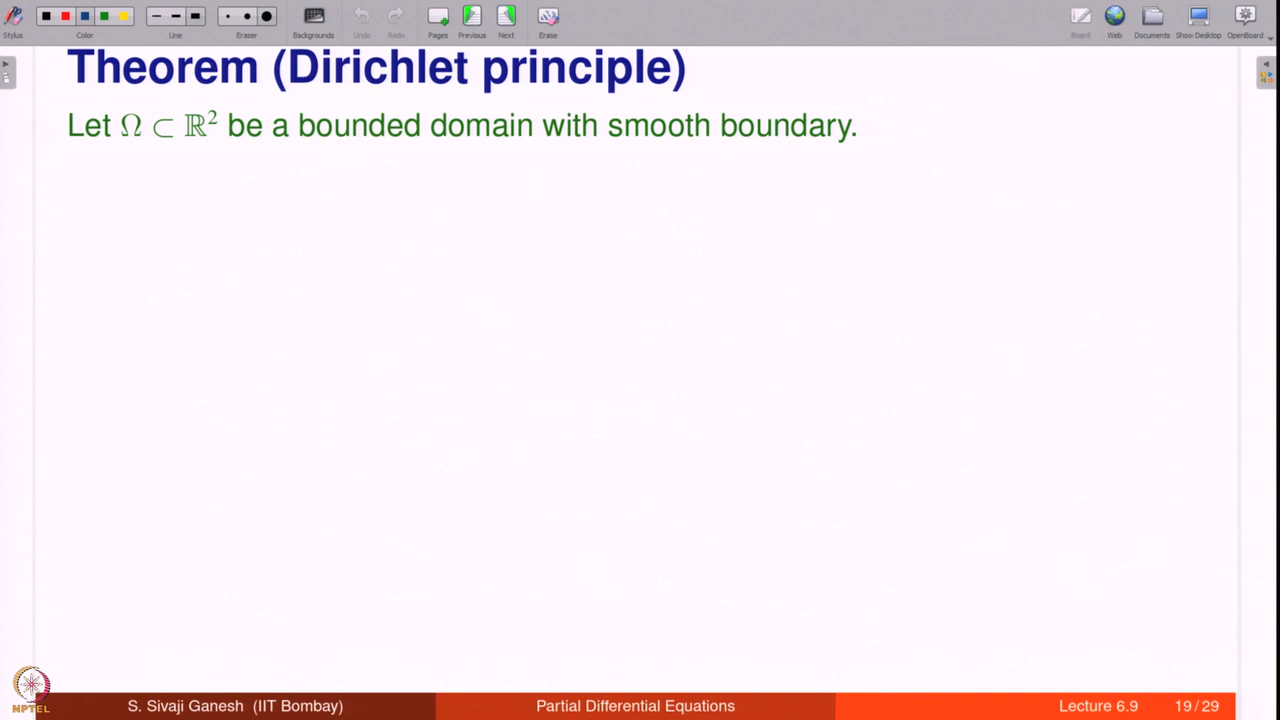 Stylus Color Line Eraser Backgrounds Undo Redo Pages Previous Next Erase Board Web Documents Show Desktop OpenBoard
Theorem (Dirichlet principle)
Let Ω ⊂ ℝ² be a bounded domain with smooth boundary.
NPTEL
S. Sivaji Ganesh (IIT Bombay) Partial Differential Equations Lecture 6.9 19 / 29